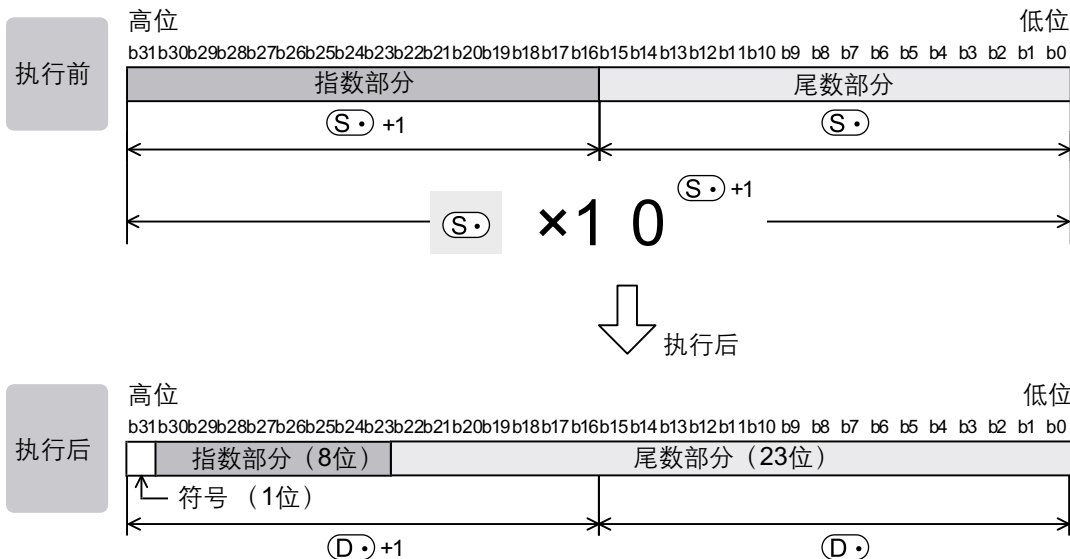 高位 低位
b31b30b29b28b27b26b25b24b23b22b21b20b19b18b17b16b15b14b13b12b11b10 b9 b8 b7 b6 b5 b4 b3 b2 b1 b0
执行前
指数部分 尾数部分
S・ +1 S・
S・ ×1 0 S・ +1
执行后
高位 低位
b31b30b29b28b27b26b25b24b23b22b21b20b19b18b17b16b15b14b13b12b11b10 b9 b8 b7 b6 b5 b4 b3 b2 b1 b0
执行后
指数部分（8位） 尾数部分（23位）
符号 （1位）
D・ +1 D・